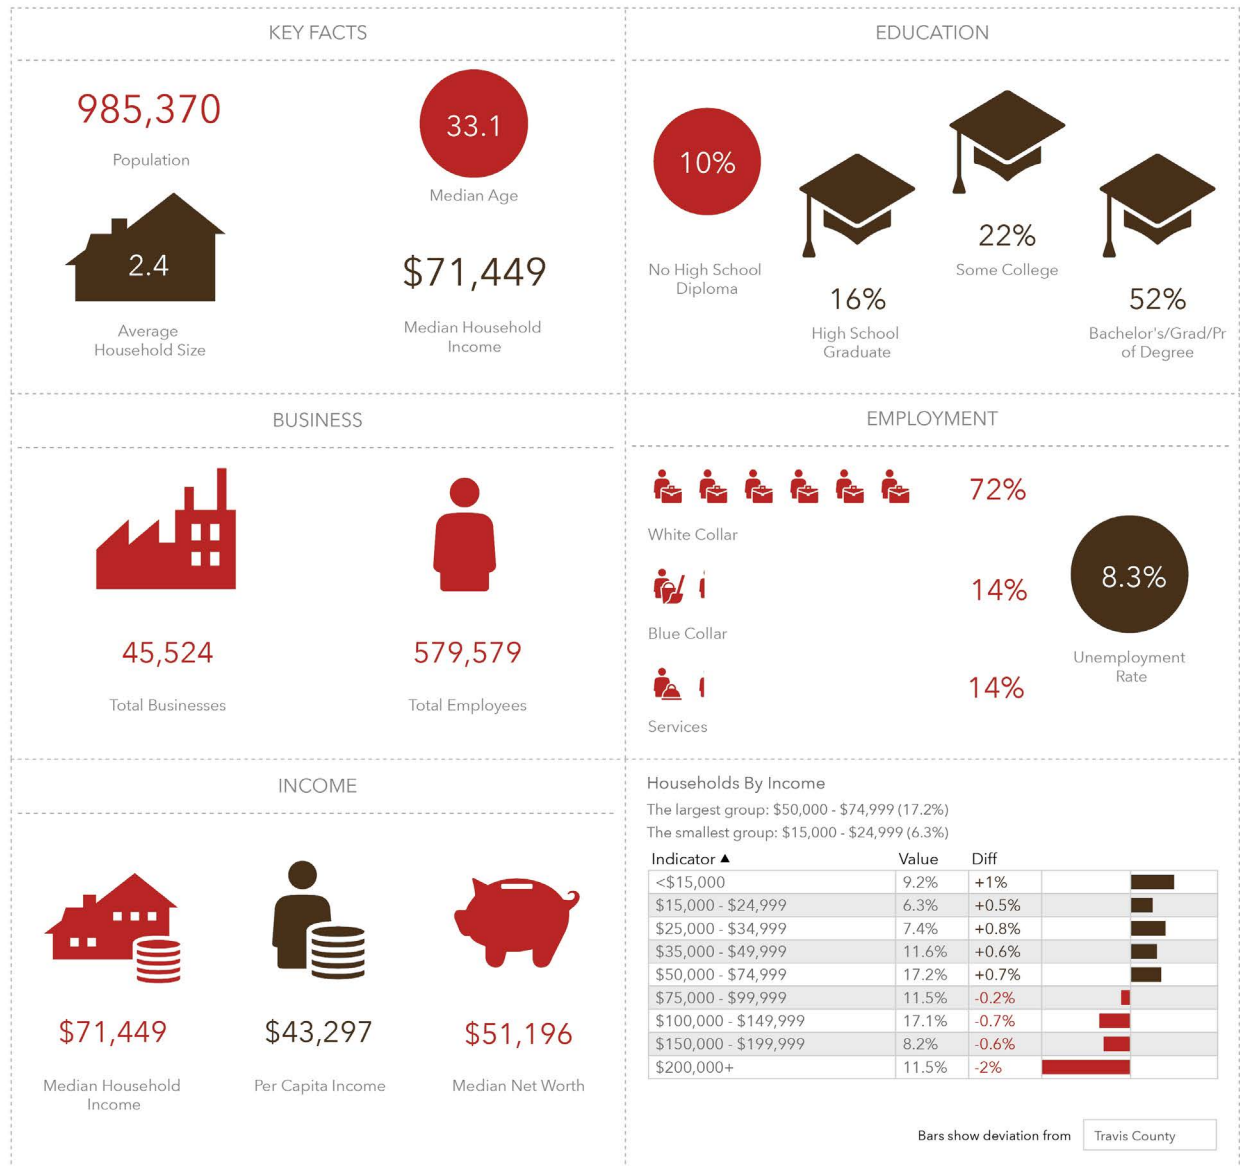 KEY FACTS
985,370
Population
33.1
Median Age
2.4
Average
Household Size
$71,449
Median Household
Income
EDUCATION
10%
No High School
Diploma
16%
High School
Graduate
22%
Some College
52%
Bachelor's/Grad/Pr
of Degree
BUSINESS
45,524
Total Businesses
579,579
Total Employees
EMPLOYMENT
72%
White Collar
14%
Blue Collar
14%
Services
8.3%
Unemployment
Rate
INCOME
$71,449
Median Household
Income
$43,297
Per Capita Income
$51,196
Median Net Worth
Households By Income
The largest group: $50,000 - $74,999 (17.2%)
The smallest group: $15,000 - $24,999 (6.3%)
Indicator ▲ Value Diff
<$15,000 9.2% +1%
$15,000 - $24,999 6.3% +0.5%
$25,000 - $34,999 7.4% +0.8%
$35,000 - $49,999 11.6% +0.6%
$50,000 - $74,999 17.2% +0.7%
$75,000 - $99,999 11.5% -0.2%
$100,000 - $149,999 17.1% -0.7%
$150,000 - $199,999 8.2% -0.6%
$200,000+ 11.5% -2%
Bars show deviation from Travis County